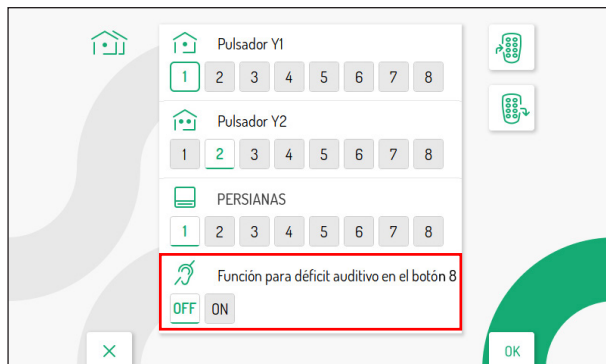 Pulsador Y1
1 2 3 4 5 6 7 8
Pulsador Y2
1 2 3 4 5 6 7 8
PERSIANAS
1 2 3 4 5 6 7 8
Función para déficit auditivo en el botón 8
OFF ON
OK